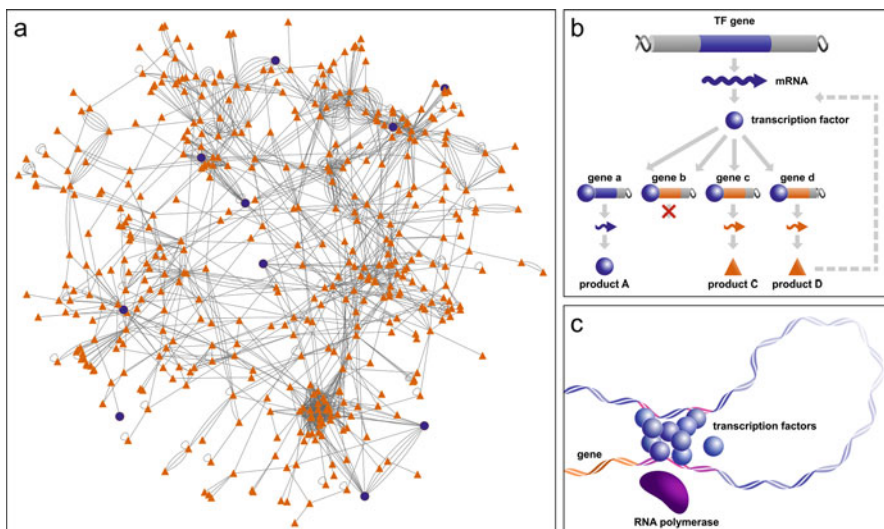 a
b
TF gene
mRNA
transcription factor
gene a
gene b
gene c
gene d
product A
product C
product D
c
transcription factors
gene
RNA polymerase